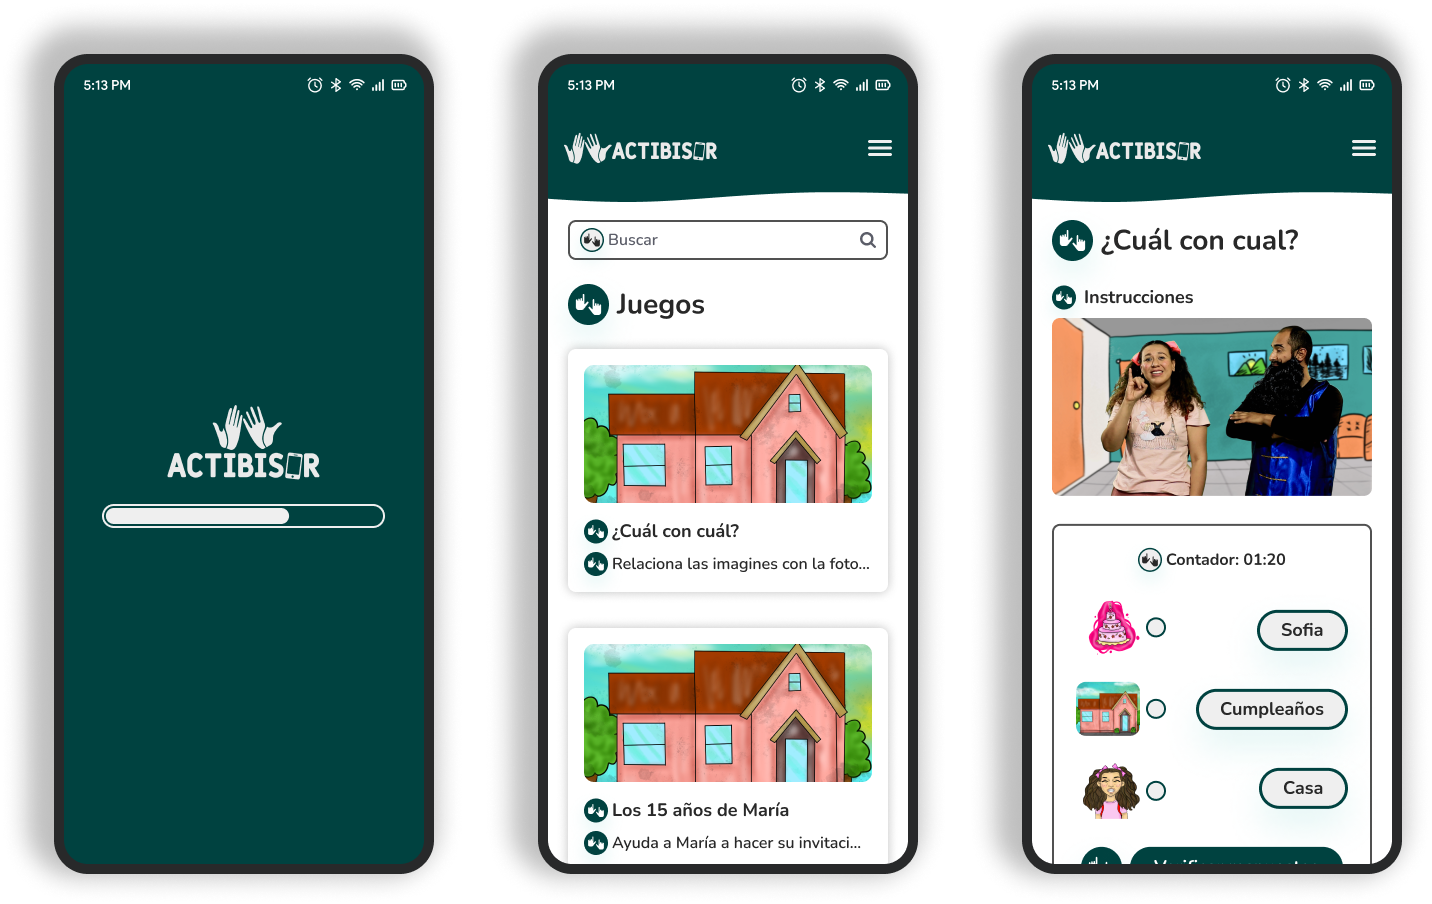 5:13 PM
ACTIBISOR
5:13 PM
ACTIBISOR
Buscar
Juegos
¿Cuál con cuál?
Relaciona las imagines con la foto...
Los 15 años de María
Ayuda a María a hacer su invitaci...
5:13 PM
ACTIBISOR
¿Cuál con cual?
Instrucciones
Contador: 01:20
Sofia
Cumpleaños
Casa